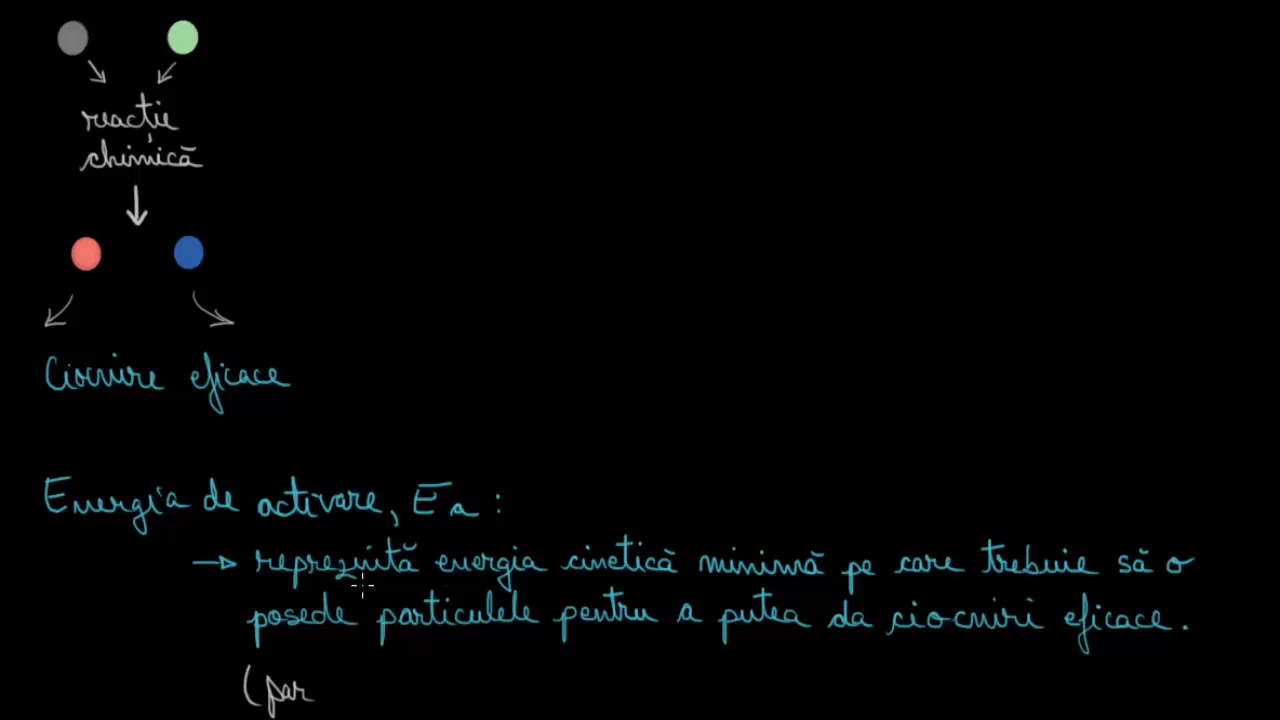 reacție
chimică
Ciocnire eficace
Energia de activare, Ea :
→ reprezintă energia cinetică minimă pe care trebuie să o
posede particulele pentru a putea da ciocniri eficace.
(par